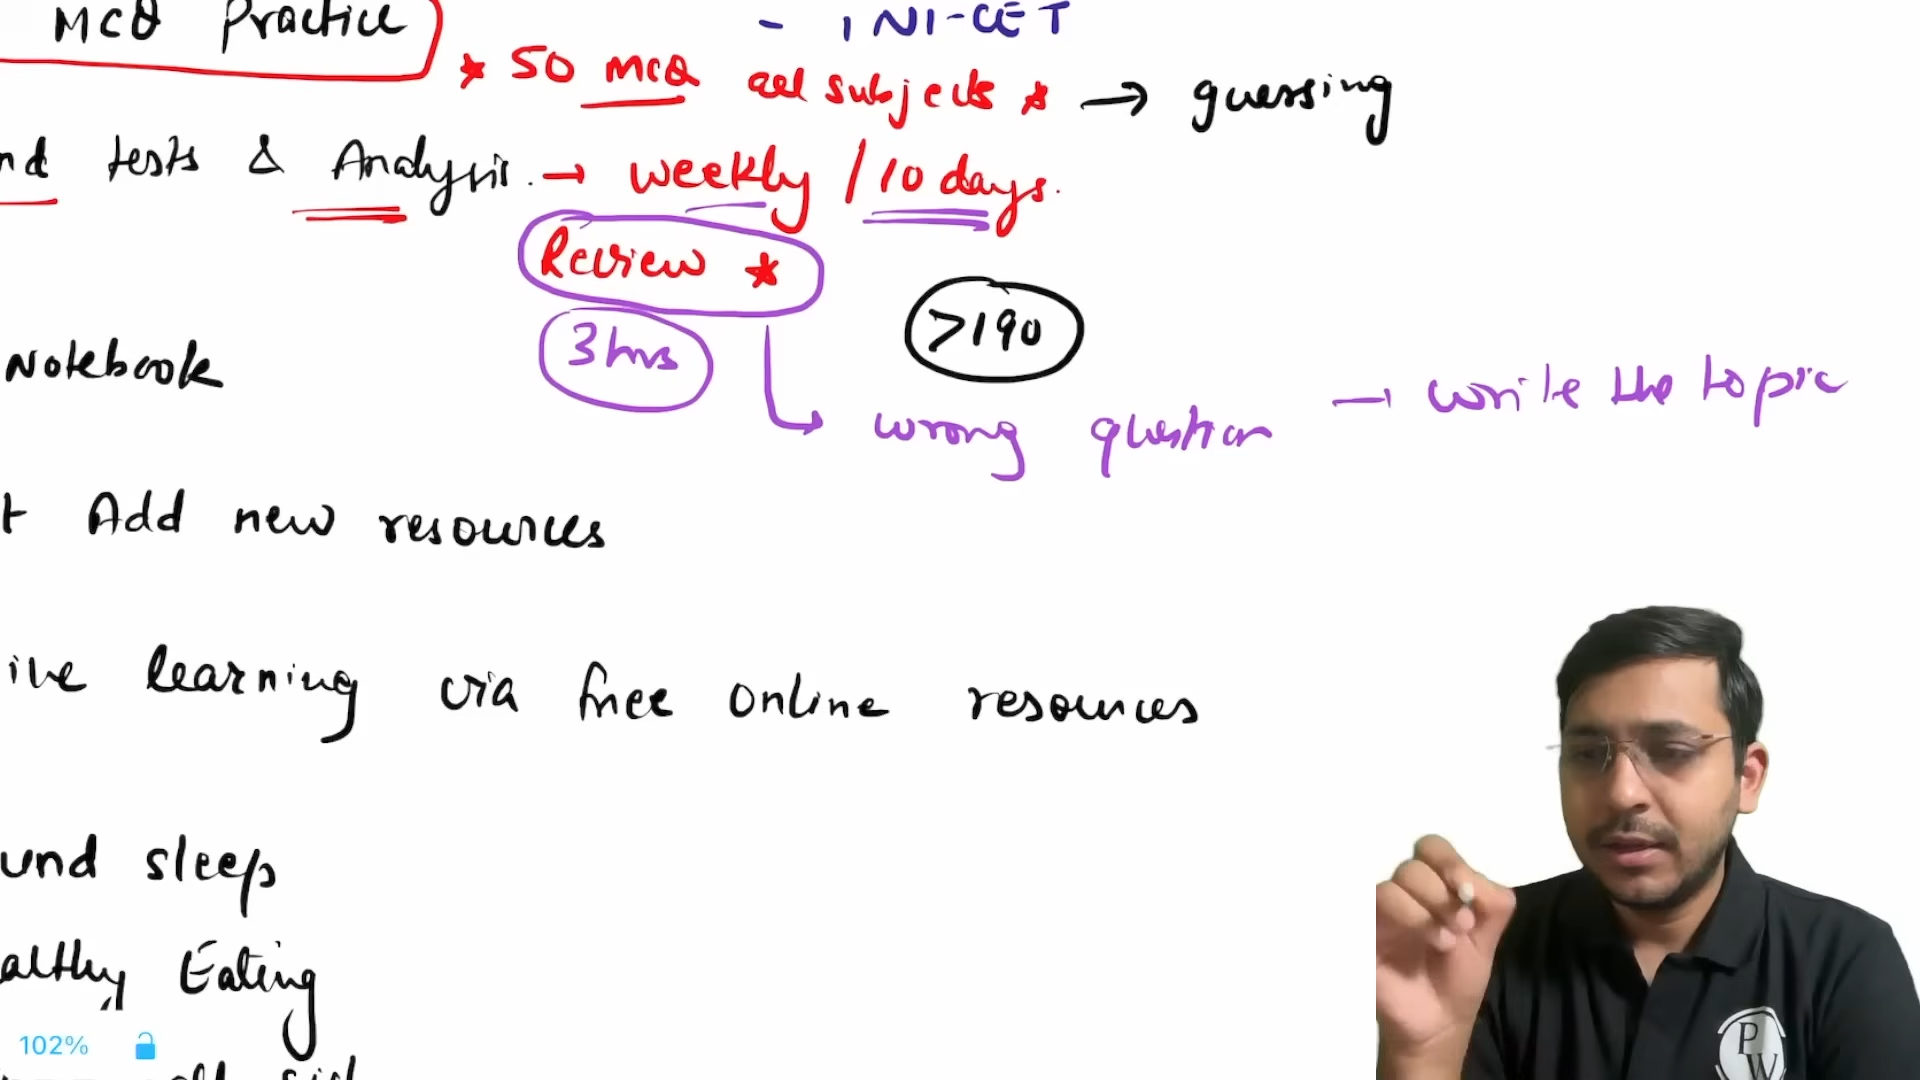 MCQ Practice
- INI-CET
* 50 MCQ all subjects * → guessing
nd tests & Analysis. → weekly / 10 days.
Review *
3 hrs
>190
Notebook
wrong question → write the topic
t Add new resources
ive learning via free online resources
und sleep
althy Eating
102%
PW